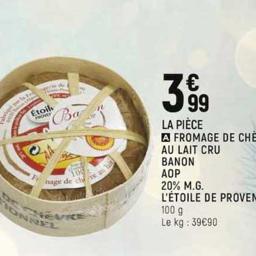 Etoile
Banon
3€99
LA PIÈCE
A FROMAGE DE CHÈ
AU LAIT CRU
BANON
AOP
20% M.G.
L'ÉTOILE DE PROVEN
100 g
Le kg : 39€90